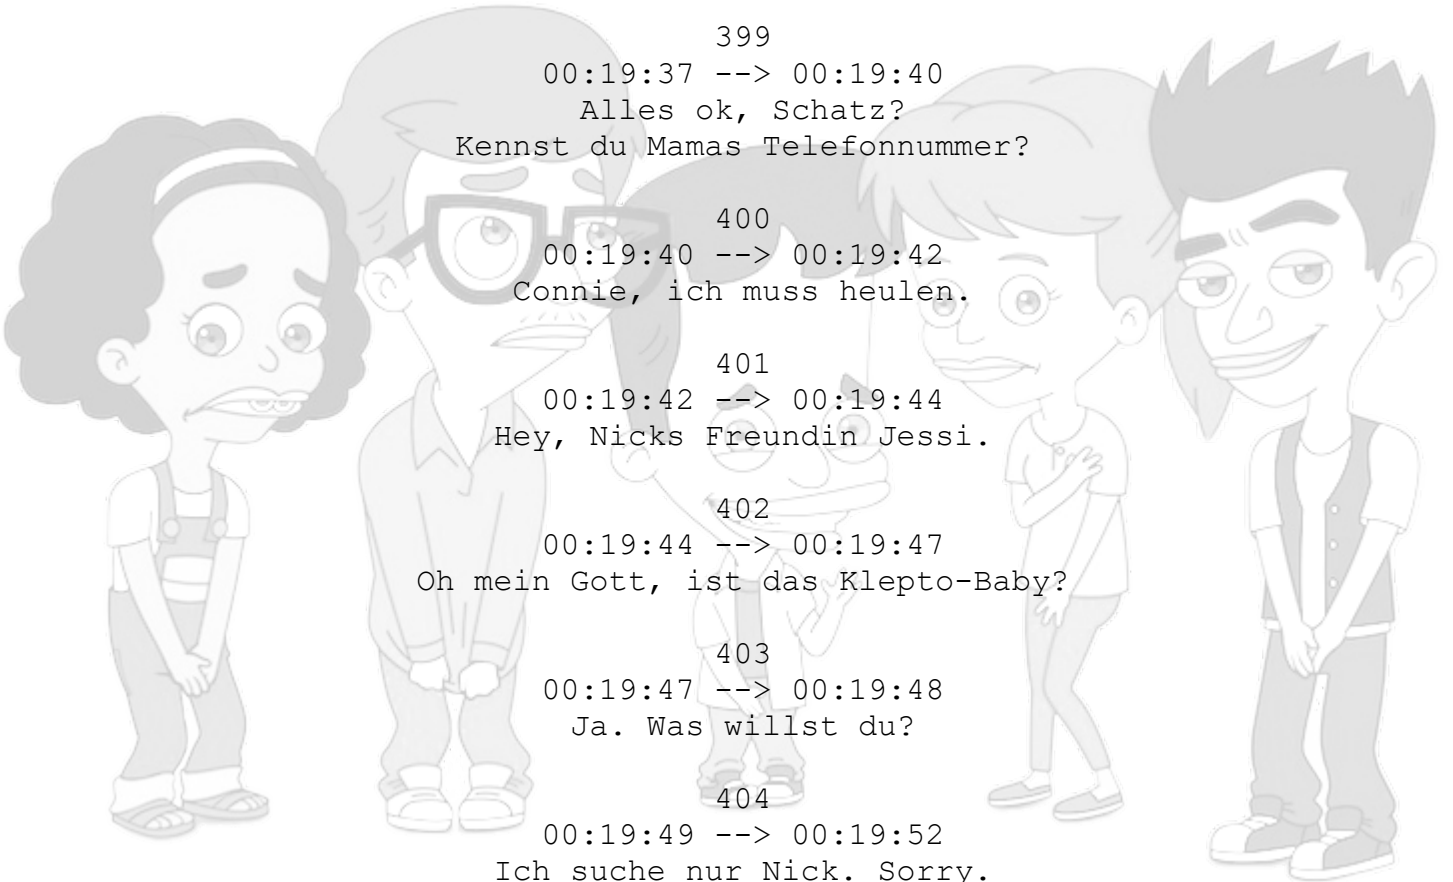 399
00:19:37 --> 00:19:40
Alles ok, Schatz?
Kennst du Mamas Telefonnummer?
400
00:19:40 --> 00:19:42
Connie, ich muss heulen.
401
00:19:42 --> 00:19:44
Hey, Nicks Freundin Jessi.
402
00:19:44 --> 00:19:47
Oh mein Gott, ist das Klepto-Baby?
403
00:19:47 --> 00:19:48
Ja. Was willst du?
404
00:19:49 --> 00:19:52
Ich suche nur Nick. Sorry.